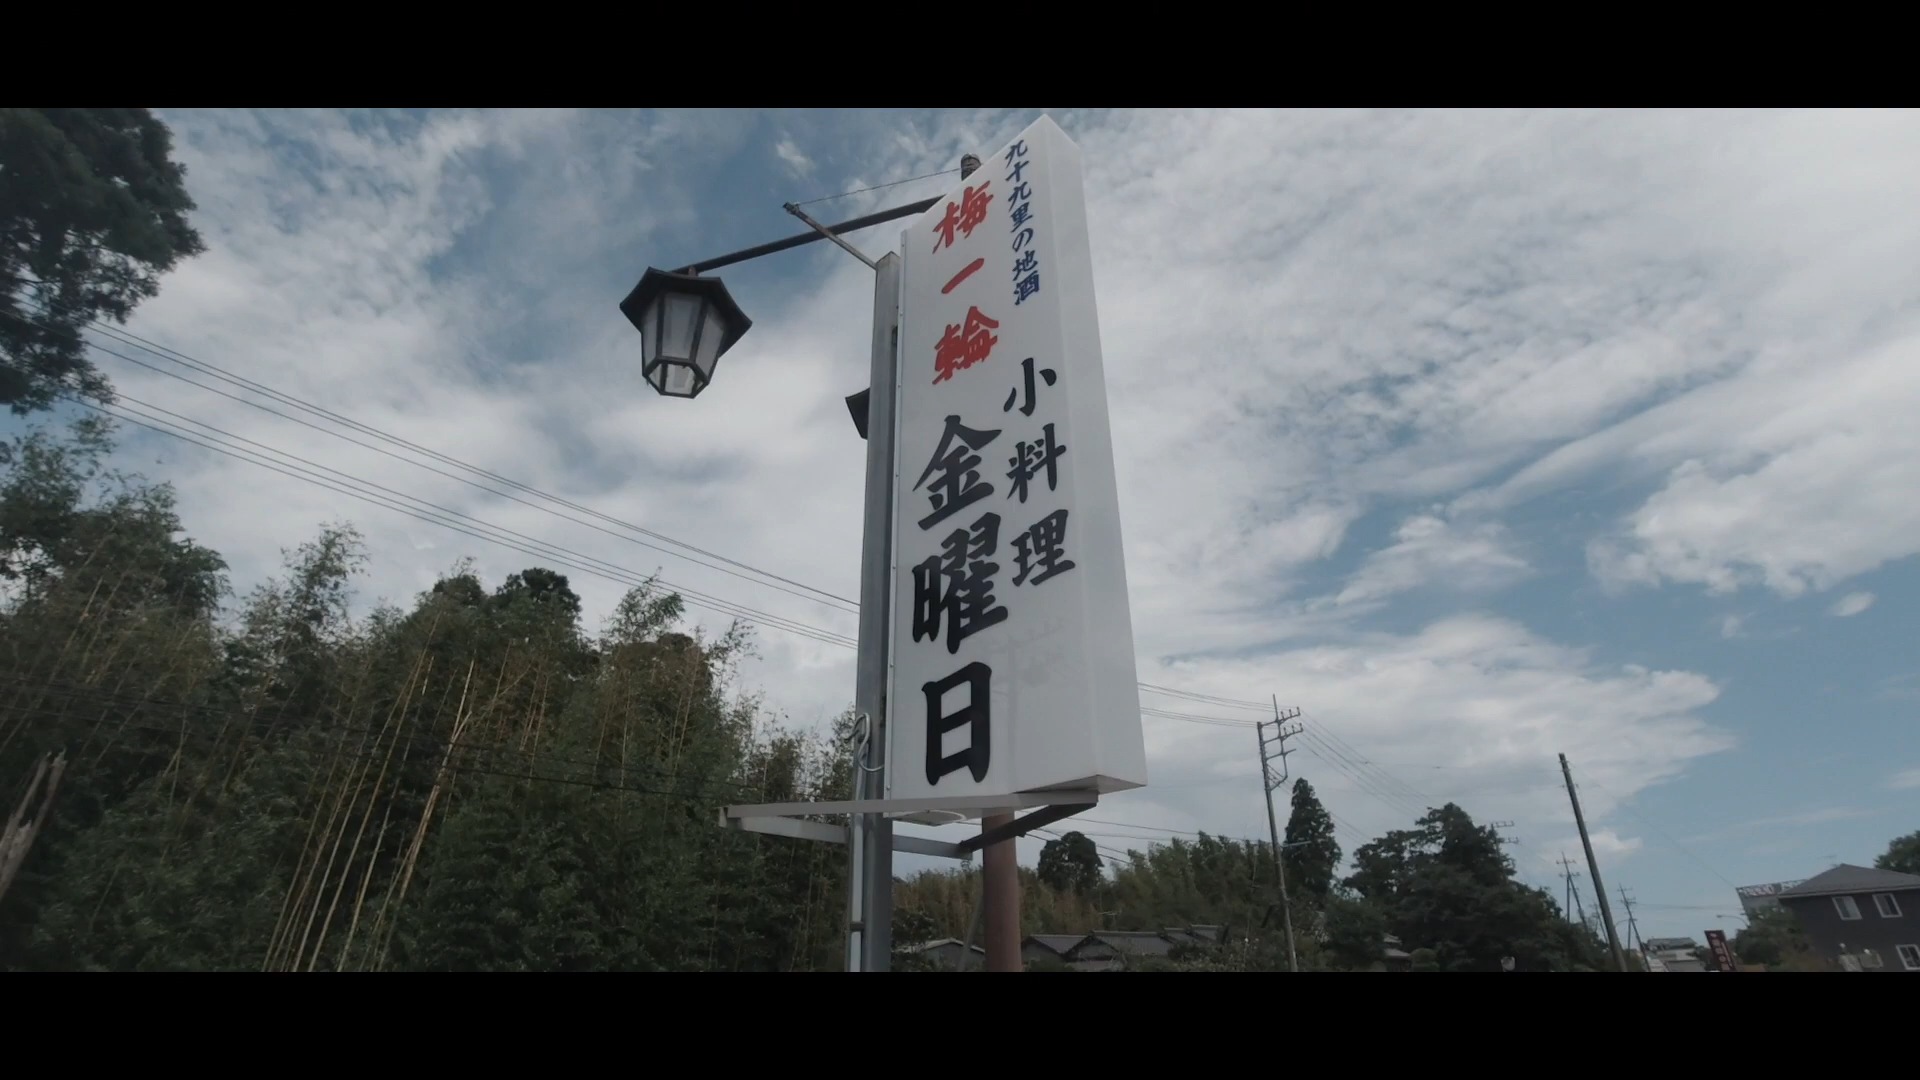 九十九里の地酒
梅一輪
小料理
金曜日